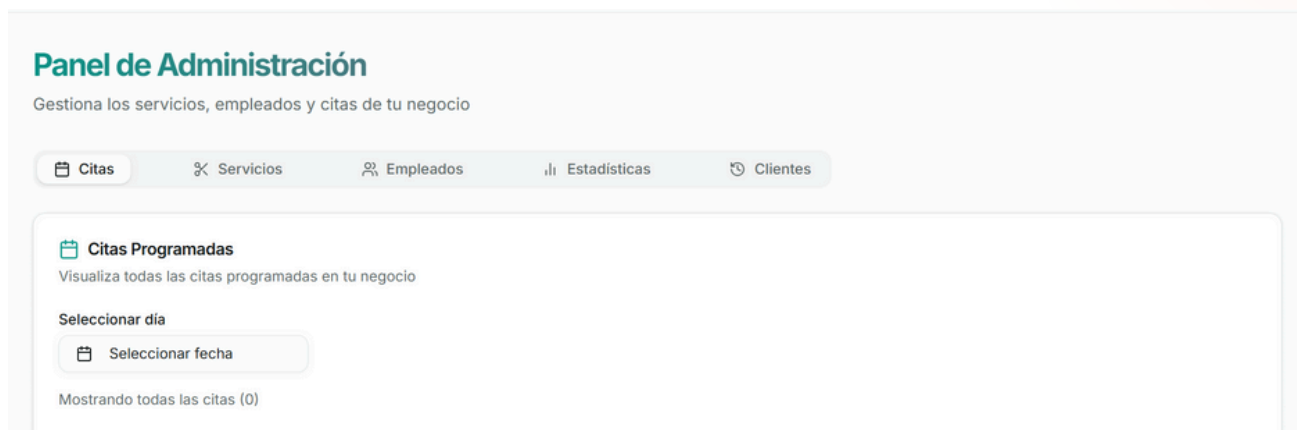 Panel de Administración
Gestiona los servicios, empleados y citas de tu negocio
Citas Servicios Empleados Estadísticas Clientes
Citas Programadas
Visualiza todas las citas programadas en tu negocio
Seleccionar día
Seleccionar fecha
Mostrando todas las citas (0)